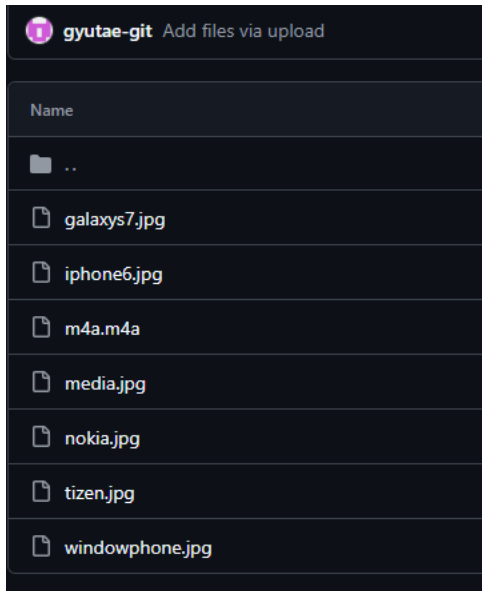 gyutae-git Add files via upload
Name
..
galaxys7.jpg
iphone6.jpg
m4a.m4a
media.jpg
nokia.jpg
tizen.jpg
windowphone.jpg